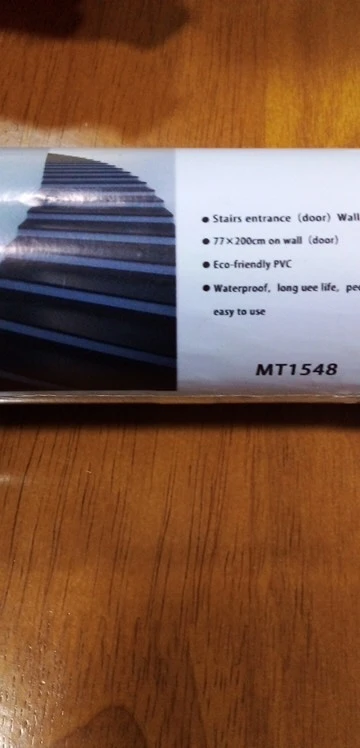 ● Stairs entrance (door) Wall
● 77×200cm on wall (door)
● Eco-friendly PVC
● Waterproof, long uee life,
easy to use
MT1548